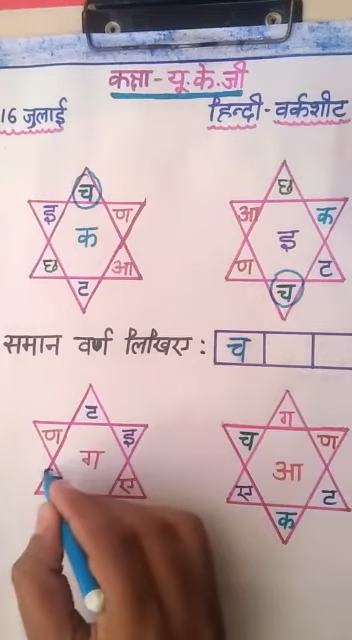 कक्षा - यू. के. जी
16 जुलाई
हिन्दी - वर्कशीट
च
छ
इ
ण
आ
क
क
इ
छ
आ
ण
ट
ट
च
समान वर्ण लिखिए : च
ट
ग
ण
इ
च
ण
ग
आ
ए
ए
ट
क